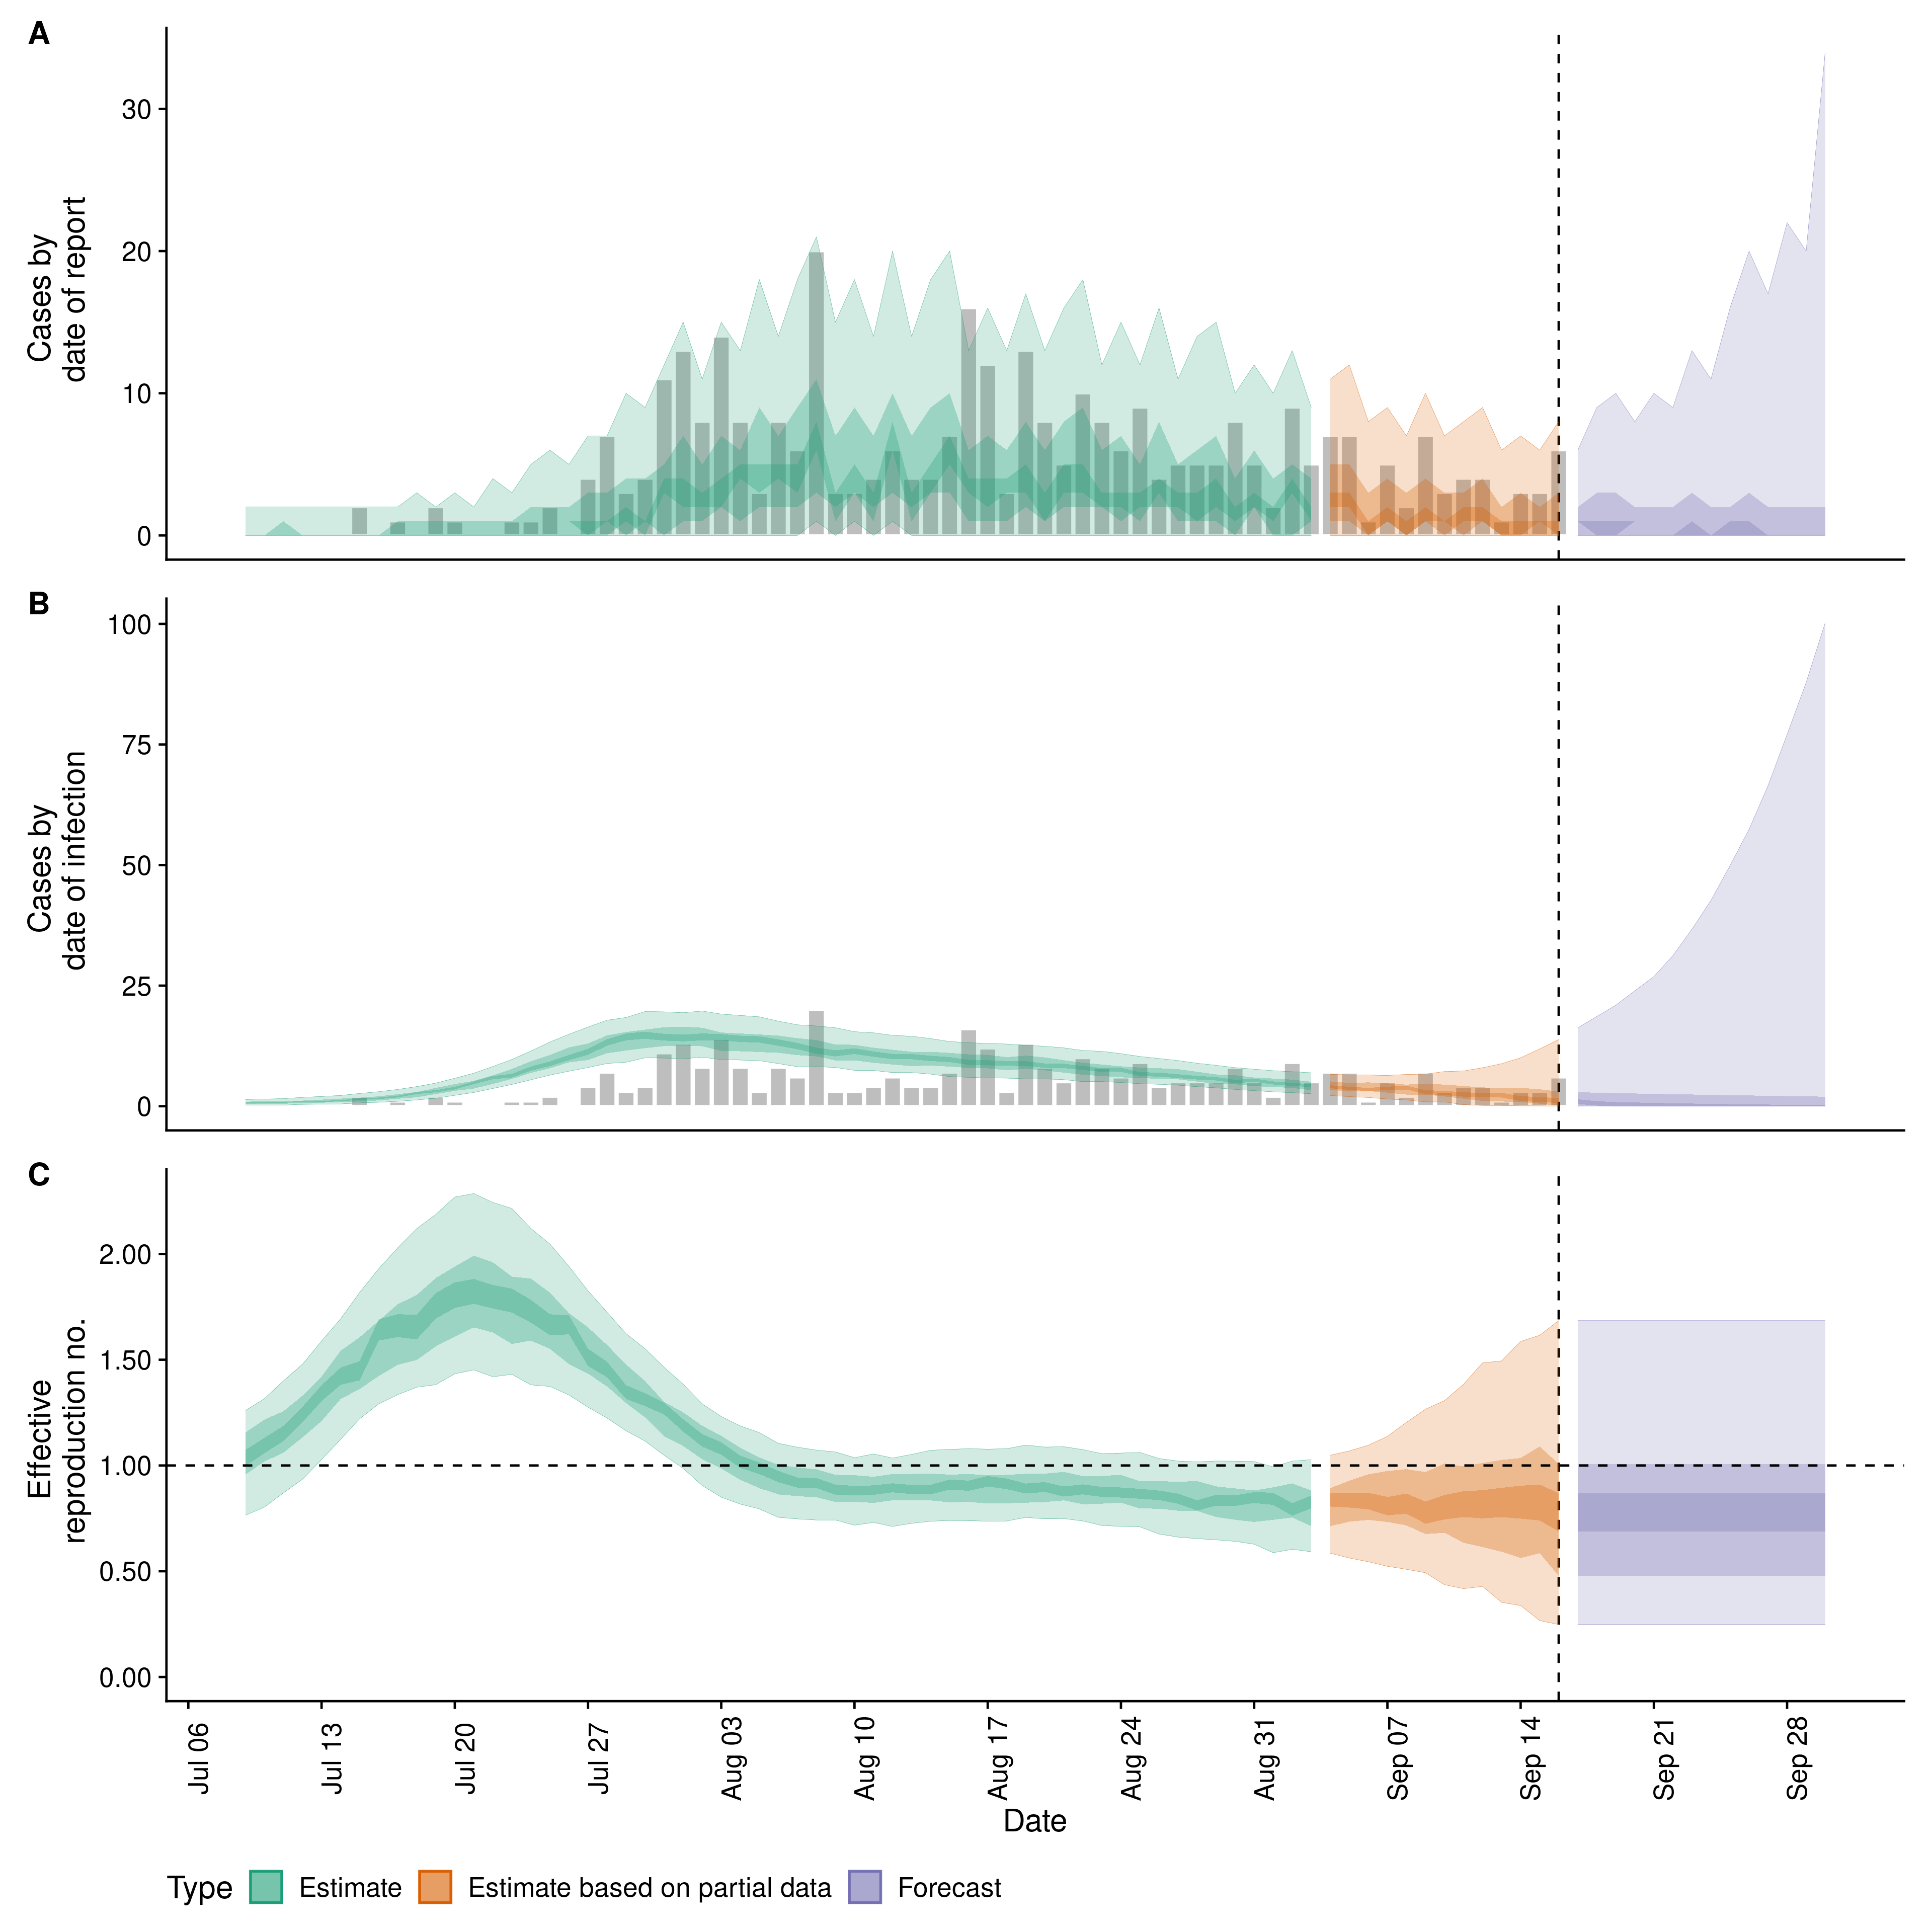 A
Cases by
date of report
30
20
10
0
B
Cases by
date of infection
100
75
50
25
0
C
Effective
reproduction no.
2.00
1.50
1.00
0.50
0.00
Jul 06
Jul 13
Jul 20
Jul 27
Aug 03
Aug 10
Aug 17
Aug 24
Aug 31
Sep 07
Sep 14
Sep 21
Sep 28
Date
Type Estimate Estimate based on partial data Forecast